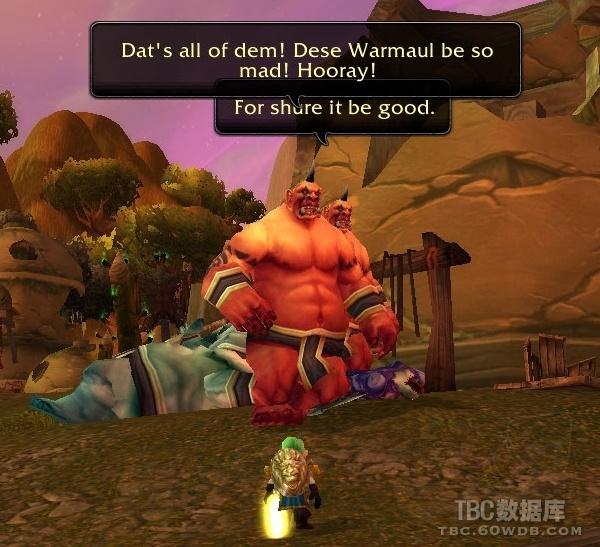 Dat's all of dem! Dese Warmaul be so
mad! Hooray!
For shure it be good.
TBC数据库
TBC.60WDB.COM